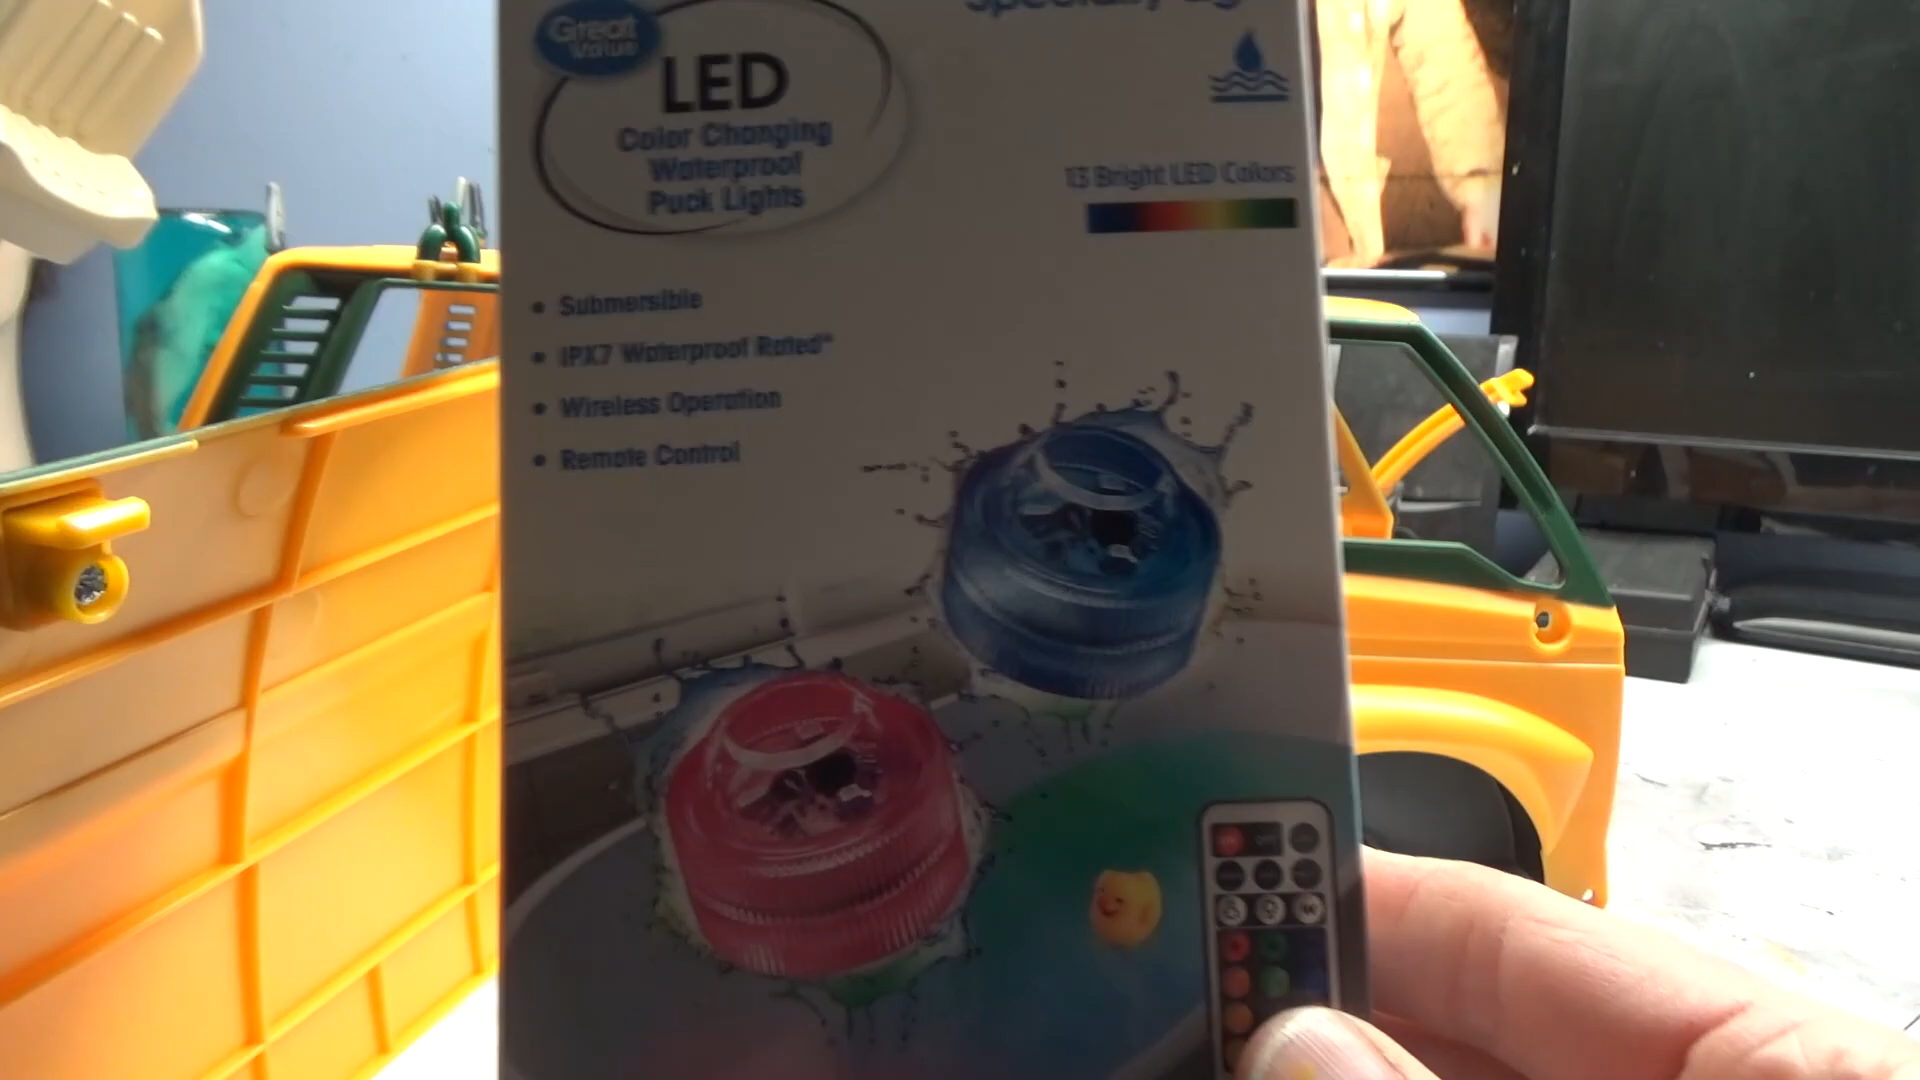 Great
Value
LED
Color Changing
Waterproof
Puck Lights
13 Bright LED Colors
• Submersible
• IPX7 Waterproof Rated*
• Wireless Operation
• Remote Control